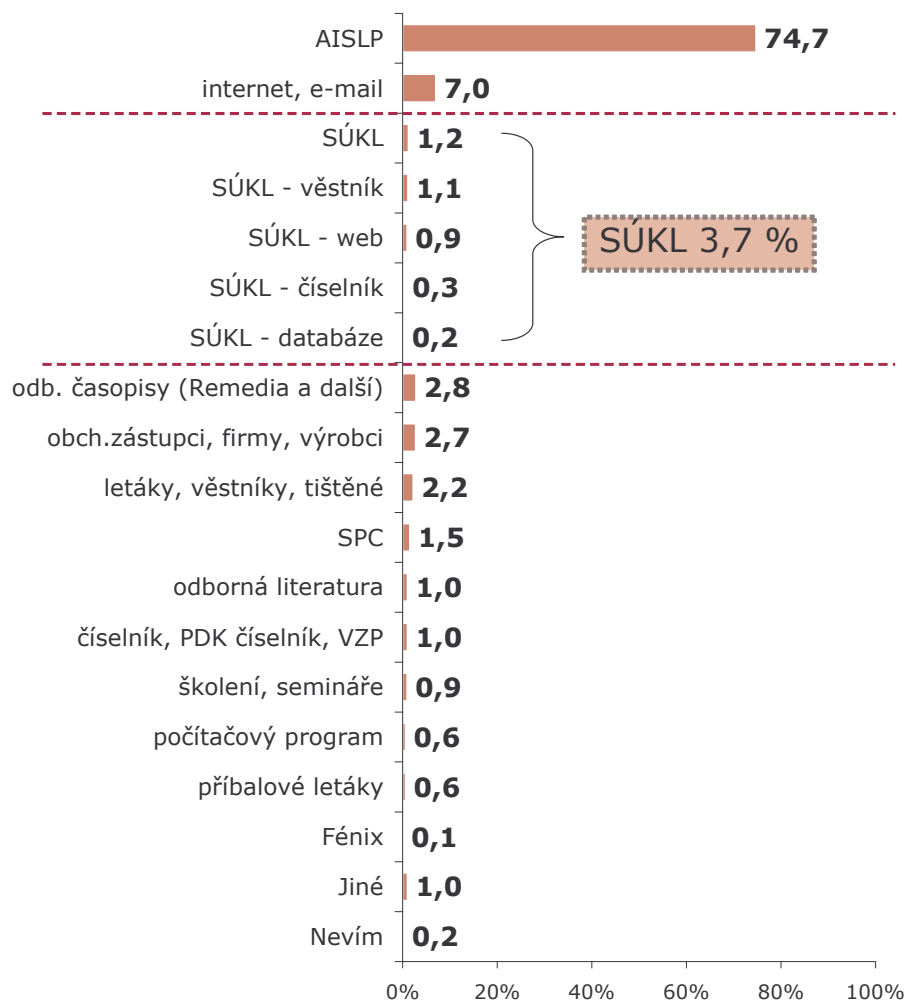 AISLP 74,7
internet, e-mail 7,0
SÚKL 1,2
SÚKL - věstník 1,1
SÚKL - web 0,9
SÚKL 3,7 %
SÚKL - číselník 0,3
SÚKL - databáze 0,2
odb. časopisy (Remedia a další) 2,8
obch.zástupci, firmy, výrobci 2,7
letáky, věstníky, tištěné 2,2
SPC 1,5
odborná literatura 1,0
číselník, PDK číselník, VZP 1,0
školení, semináře 0,9
počítačový program 0,6
příbalové letáky 0,6
Fénix 0,1
Jiné 1,0
Nevím 0,2
0% 20% 40% 60% 80% 100%